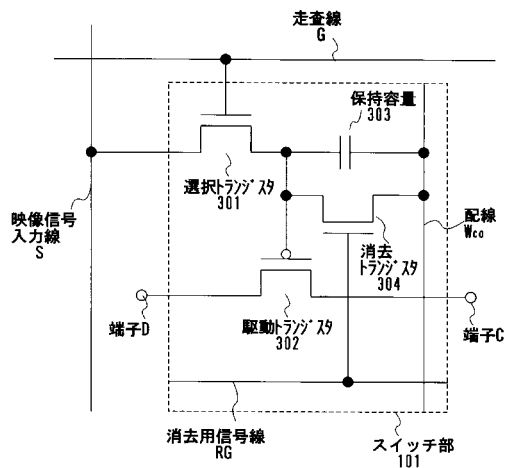 走査線
G
保持容量
303
選択トランジスタ
301
映像信号
入力線
S
配線
Wco
消去
トランジスタ
304
端子D
駆動トランジスタ
302
端子C
消去用信号線
RG
スイッチ部
101